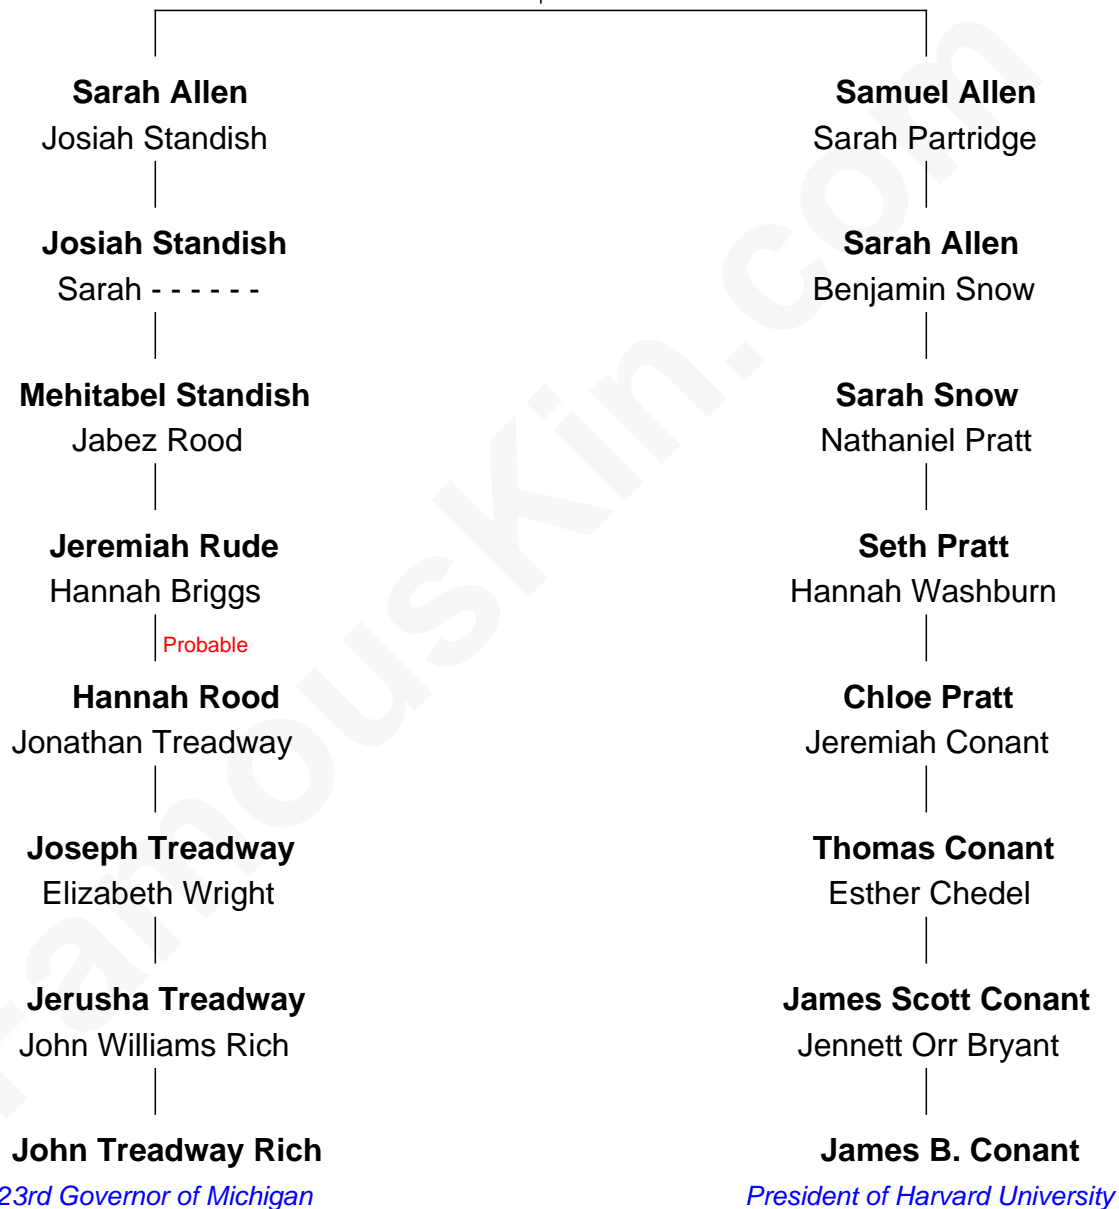 Sarah Allen
Josiah Standish
Josiah Standish
Sarah - - - - - -
Mehitabel Standish
Jabez Rood
Jeremiah Rude
Hannah Briggs
Probable
Hannah Rood
Jonathan Treadway
Joseph Treadway
Elizabeth Wright
Jerusha Treadway
John Williams Rich
John Treadway Rich
23rd Governor of Michigan
Samuel Allen
Sarah Partridge
Sarah Allen
Benjamin Snow
Sarah Snow
Nathaniel Pratt
Seth Pratt
Hannah Washburn
Chloe Pratt
Jeremiah Conant
Thomas Conant
Esther Chedel
James Scott Conant
Jennett Orr Bryant
James B. Conant
President of Harvard University
FamousKin.com